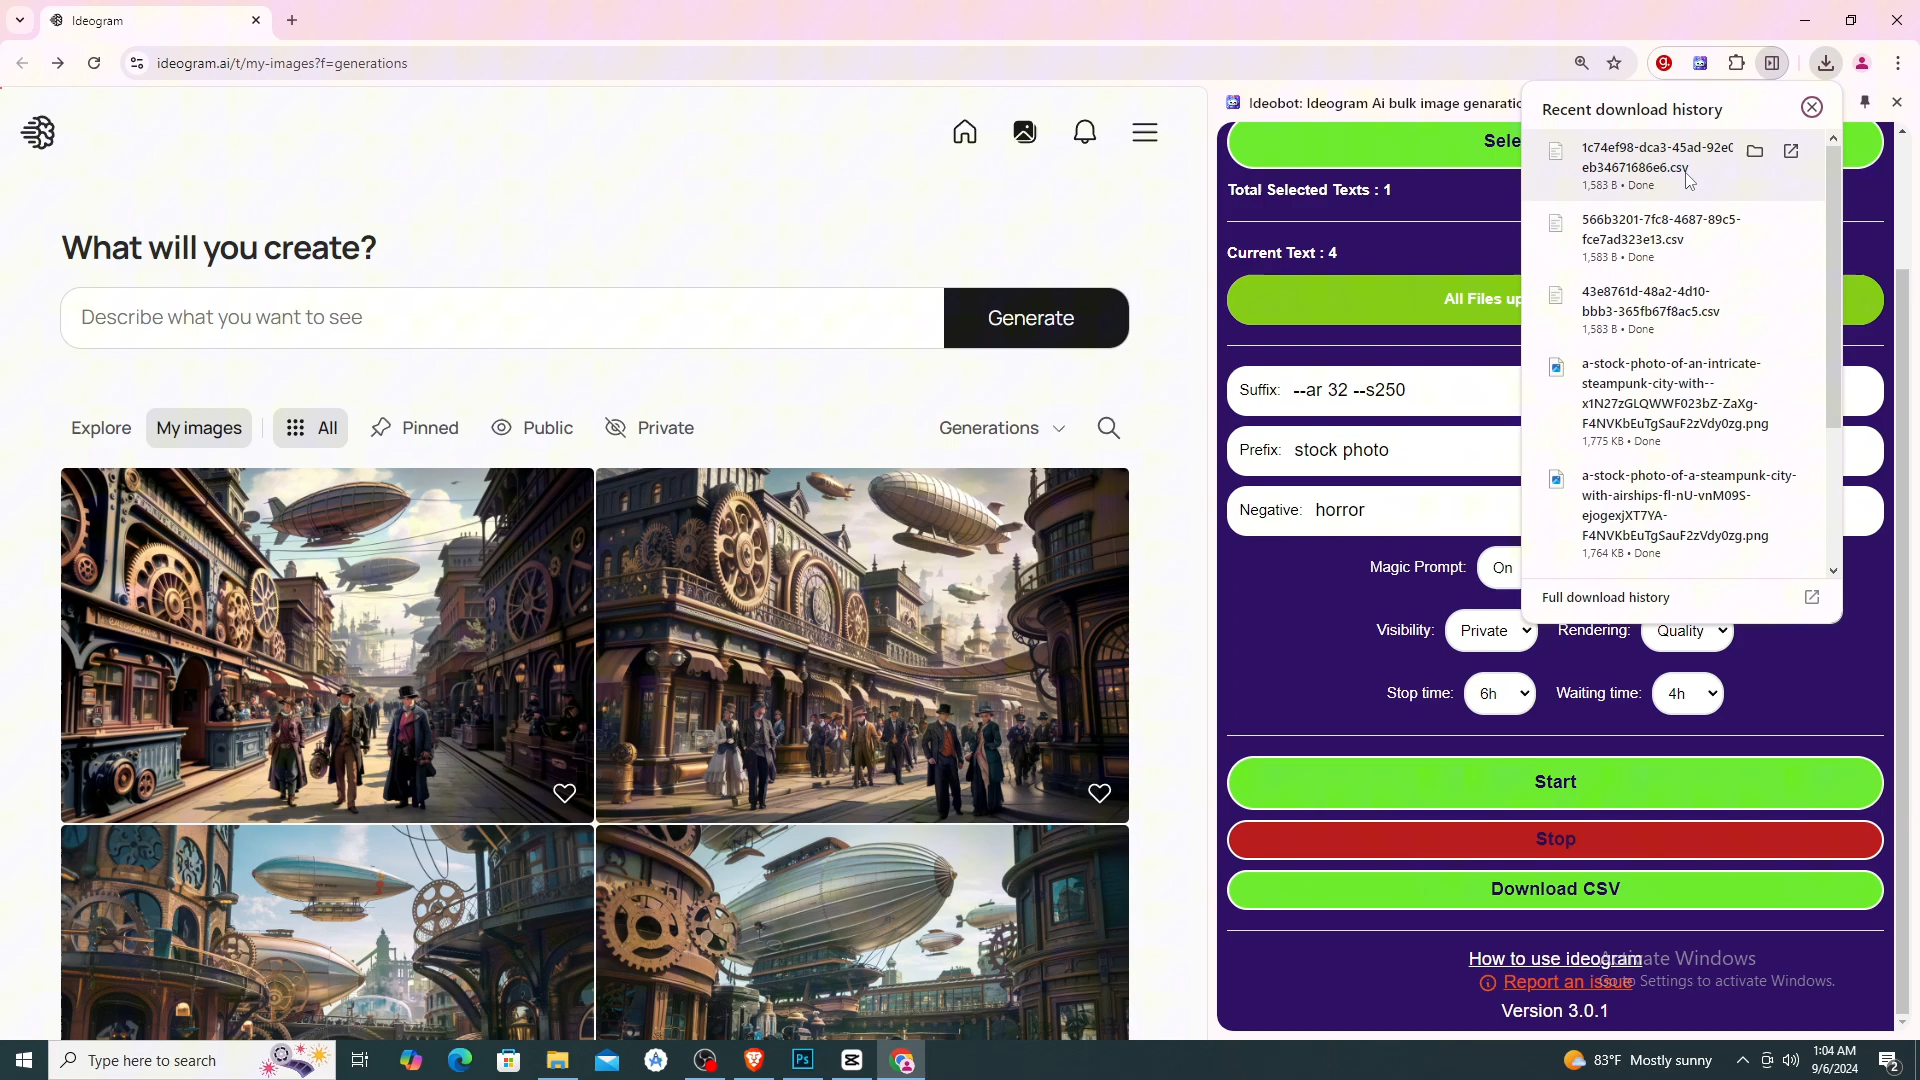 Ideogram
ideogram.ai/t/my-images?f=generations
What will you create?
Describe what you want to see
Generate
Explore
My images
All
Pinned
Public
Private
Generations
Ideobot: Ideogram Ai bulk image
Total Selected Texts : 1
Current Text : 4
All Files
Suffix: --ar 32 --s250
Prefix: stock photo
Negative: horror
Magic Prompt: On
Visibility: Private
Rendering: Quality
Stop time: 6h
Waiting time: 4h
Start
Stop
Download CSV
How to use ideogram
Report an issue
Version 3.0.1
Recent download history
1c74ef98-dca3-45ad-92e
eb34671686e6.csv
1,583 B • Done
566b3201-7fc8-4687-89c5-
fce7ad323e13.csv
1,583 B • Done
43e8761d-48a2-4d10-
bbb3-365fb67f8ac5.csv
1,583 B • Done
a-stock-photo-of-an-intricate-
steampunk-city-with--
x1N27zGLQWWF023bZ-ZaXg-
F4NVKbEuTgSauF2zVdy0zg.png
1,775 KB • Done
a-stock-photo-of-a-steampunk-city-
with-airships-fl-nU-vnM09S-
ejogexjXT7YA-
F4NVKbEuTgSauF2zVdy0zg.png
1,764 KB • Done
Full download history
Activate Windows
Go to Settings to activate Windows.
Type here to search
Ps
83°F Mostly sunny
1:04 AM
9/6/2024
2